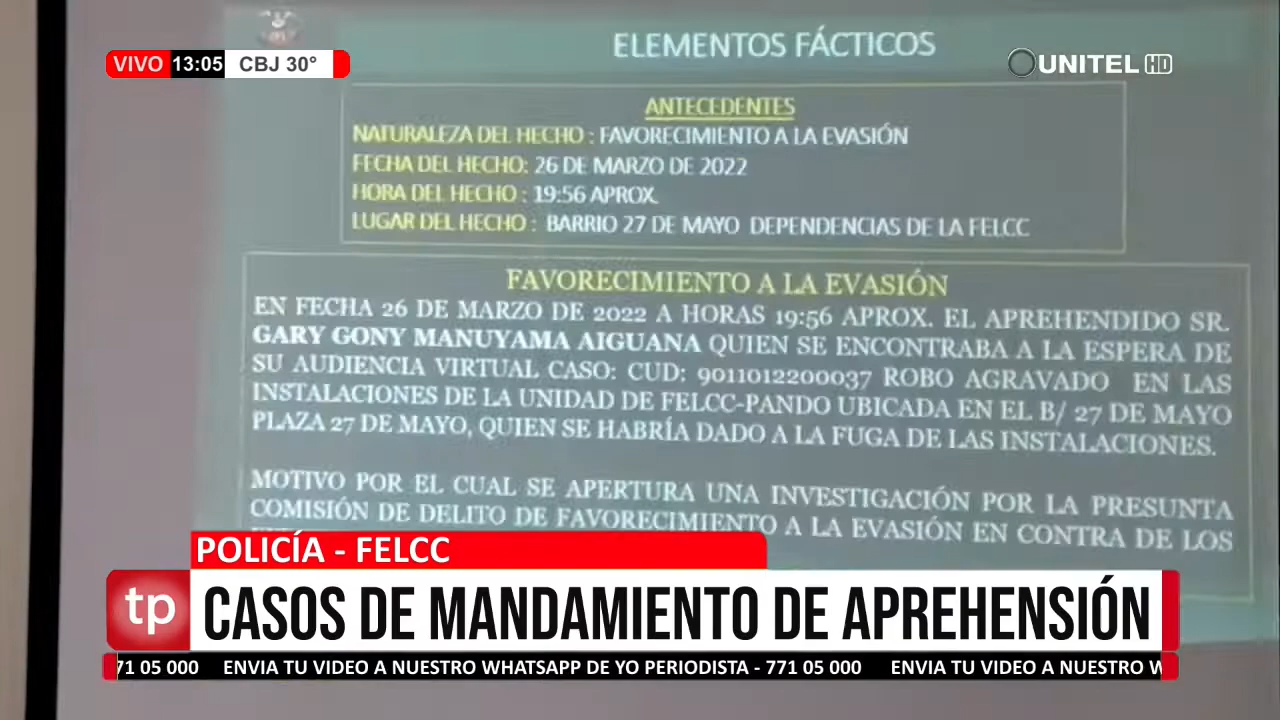 VIVO 13:05 CBJ 30°
UNITEL HD
ELEMENTOS FÁCTICOS
ANTECEDENTES
NATURALEZA DEL HECHO : FAVORECIMIENTO A LA EVASIÓN
FECHA DEL HECHO: 26 DE MARZO DE 2022
HORA DEL HECHO : 19:56 APROX.
LUGAR DEL HECHO : BARRIO 27 DE MAYO DEPENDENCIAS DE LA FELCC
FAVORECIMIENTO A LA EVASIÓN
EN FECHA 26 DE MARZO DE 2022 A HORAS 19:56 APROX. EL APREHENDIDO SR.
GARY GONY MANUYAMA AIGUANA QUIEN SE ENCONTRABA A LA ESPERA DE
SU AUDIENCIA VIRTUAL CASO: CUD: 9011012200037 ROBO AGRAVADO EN LAS
INSTALACIONES DE LA UNIDAD DE FELCC-PANDO UBICADA EN EL B/ 27 DE MAYO
PLAZA 27 DE MAYO, QUIEN SE HABRÍA DADO A LA FUGA DE LAS INSTALACIONES.
MOTIVO POR EL CUAL SE APERTURA UNA INVESTIGACIÓN POR LA PRESUNTA
COMISIÓN DE DELITO DE FAVORECIMIENTO A LA EVASIÓN EN CONTRA DE LOS
POLICÍA - FELCC
tp CASOS DE MANDAMIENTO DE APREHENSIÓN
71 05 000 ENVIA TU VIDEO A NUESTRO WHATSAPP DE YO PERIODISTA - 771 05 000 ENVIA TU VIDEO A NUESTRO W